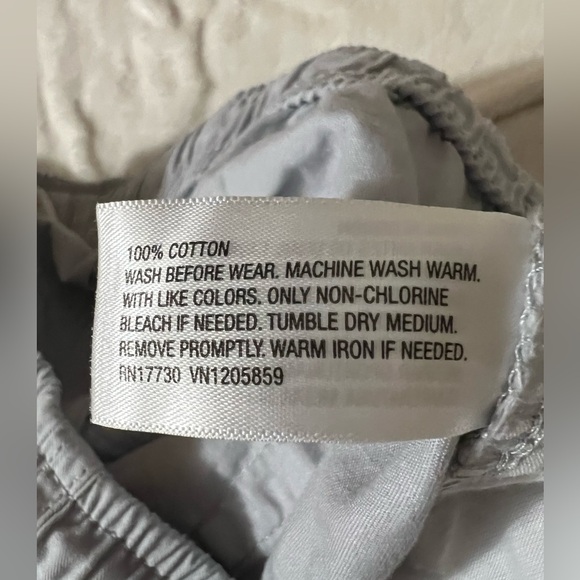 100% COTTON
WASH BEFORE WEAR. MACHINE WASH WARM.
WITH LIKE COLORS. ONLY NON-CHLORINE
BLEACH IF NEEDED. TUMBLE DRY MEDIUM.
REMOVE PROMPTLY. WARM IRON IF NEEDED.
RN17730 VN1205859